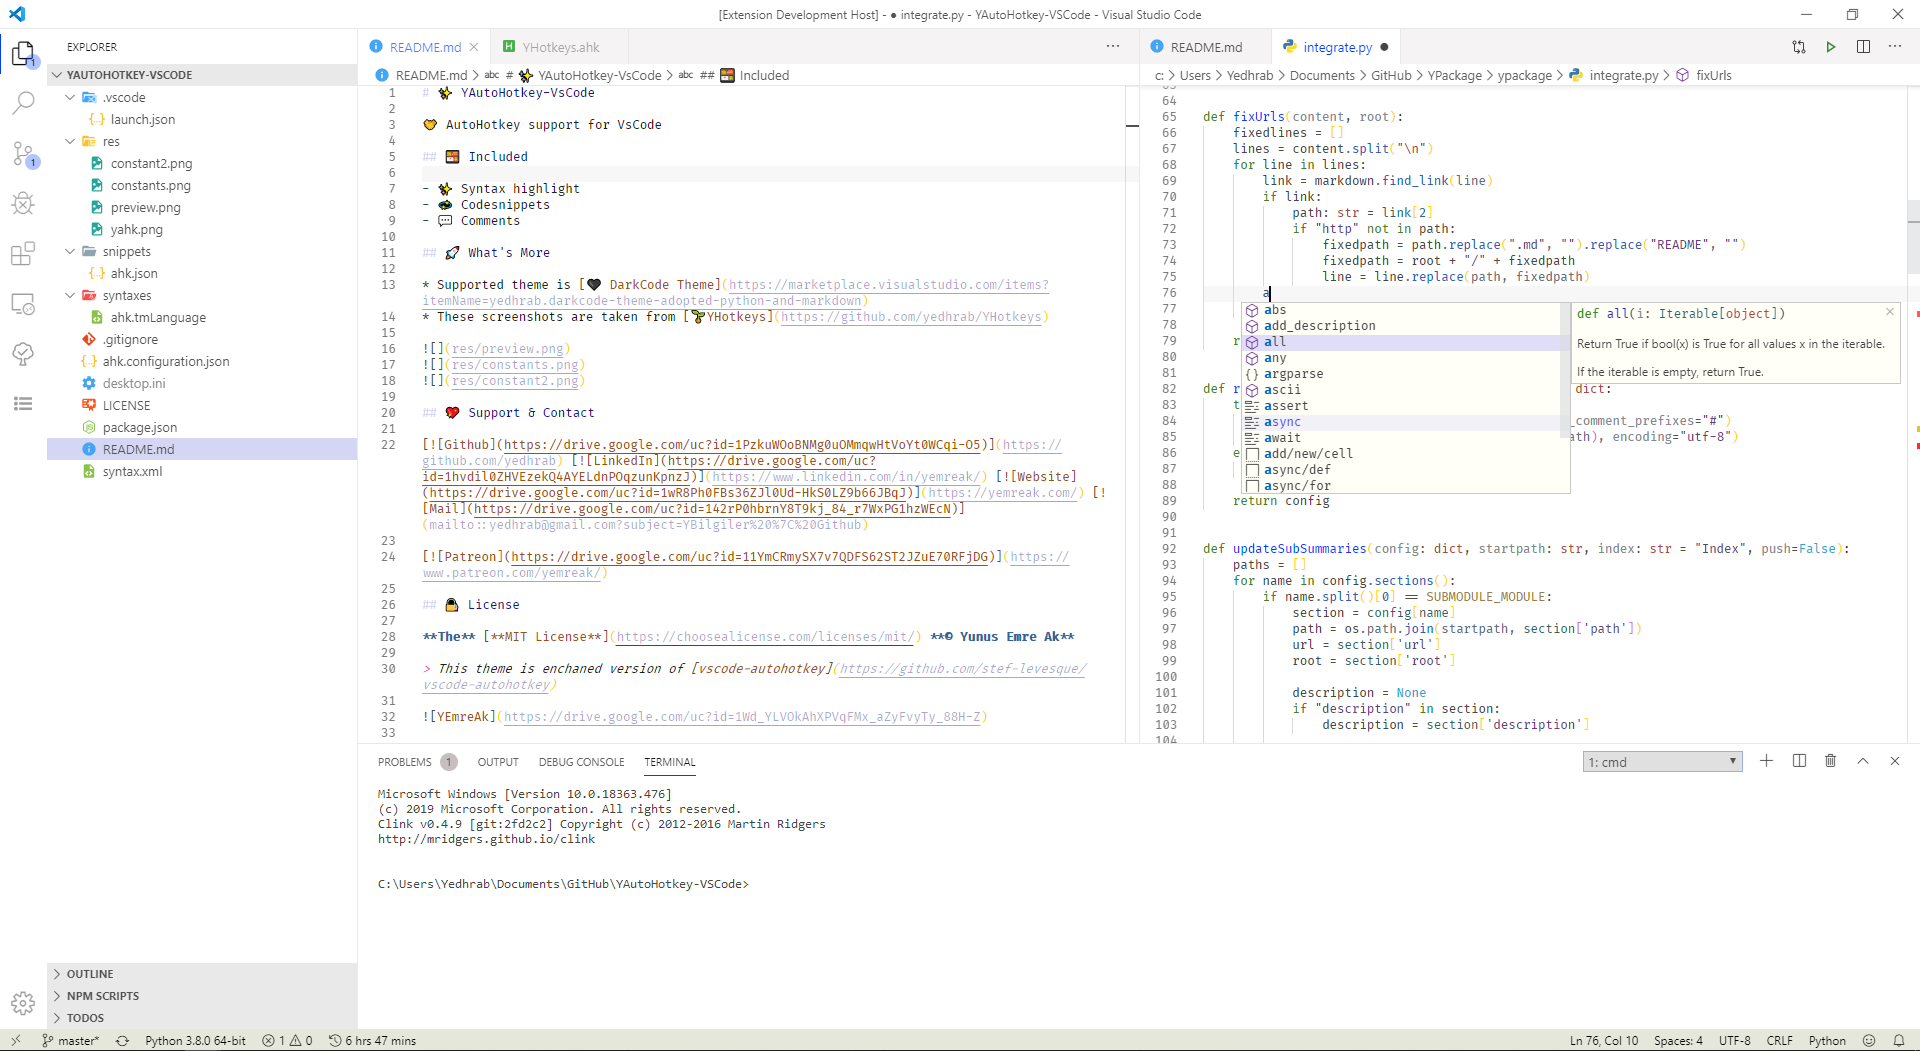 [Extension Development Host] - ● integrate.py - YAutoHotkey-VSCode - Visual Studio Code
EXPLORER
YAUTOHOTKEY-VSCODE
.vscode
launch.json
res
constant2.png
constants.png
preview.png
yahk.png
snippets
ahk.json
syntaxes
ahk.tmLanguage
.gitignore
ahk.configuration.json
desktop.ini
LICENSE
package.json
README.md
syntax.xml
OUTLINE
NPM SCRIPTS
TODOS
README.md
YHotkeys.ahk
README.md > abc # ✨ YAutoHotkey-VsCode > abc ## 🍱 Included
1 # ✨ YAutoHotkey-VsCode
2
3 AutoHotkey support for VsCode
4
5 ## 🍱 Included
6
7 - ✨ Syntax highlight
8 - Codesnippets
9 - 💬 Comments
10
11 ## 🚀 What's More
12
13 * Supported theme is [🖤 DarkCode Theme](https://marketplace.visualstudio.com/items?
itemName=yedhrab.darkcode-theme-adopted-python-and-markdown)
14 * These screenshots are taken from [YHotkeys](https://github.com/yedhrab/YHotkeys)
15
16 ![](res/preview.png)
17 ![](res/constants.png)
18 ![](res/constant2.png)
19
20 ## 💖 Support & Contact
21
22 [![Github](https://drive.google.com/uc?id=1PzkuWOoBNMg0uOMmqwHtVoYt0WCqi-O5)](https://
github.com/yedhrab) [![LinkedIn](https://drive.google.com/uc?
id=1hvdil0ZHVEzekQ4AYELdnPOqzunKpnzJ)](https://www.linkedin.com/in/yemreak/) [![Website]
(https://drive.google.com/uc?id=1wR8Ph0FBs36ZJl0Ud-HkS0LZ9b66JBqJ)](https://yemreak.com/) [!
[Mail](https://drive.google.com/uc?id=142rP0hbrnY8T9kj_84_r7WxPG1hzWEcN)]
(mailto::yedhrab@gmail.com?subject=YBilgiler%20%7C%20Github)
23
24 [![Patreon](https://drive.google.com/uc?id=11YmCRmySX7v7QDFS62ST2JZuE70RFjDG)](https://
www.patreon.com/yemreak/)
25
26 ## License
27
28 **The** [**MIT License**](https://choosealicense.com/licenses/mit/) **© Yunus Emre Ak**
29
30 > This theme is enchaned version of [vscode-autohotkey](https://github.com/stef-levesque/
vscode-autohotkey)
31
32 ![YEmreAk](https://drive.google.com/uc?id=1Wd_YLVOkAhXPVqFMx_aZyFvyTy_88H-Z)
33
README.md
integrate.py ●
c: > Users > Yedhrab > Documents > GitHub > YPackage > ypackage > integrate.py > fixUrls
63
64
65 def fixUrls(content, root):
66 fixedlines = []
67 lines = content.split("\n")
68 for line in lines:
69 link = markdown.find_link(line)
70 if link:
71 path: str = link[2]
72 if "http" not in path:
73 fixedpath = path.replace(".md", "").replace("README", "")
74 fixedpath = root + "/" + fixedpath
75 line = line.replace(path, fixedpath)
76 a
77
78
79 r
80
81
82 def r dict:
83 t
84 _comment_prefixes="#")
85 ath), encoding="utf-8")
86 e
87
88
89 return config
90
91
92 def updateSubSummaries(config: dict, startpath: str, index: str = "Index", push=False):
93 paths = []
94 for name in config.sections():
95 if name.split()[0] == SUBMODULE_MODULE:
96 section = config[name]
97 path = os.path.join(startpath, section['path'])
98 url = section['url']
99 root = section['root']
100
101 description = None
102 if "description" in section:
103 description = section['description']
104
abs
add_description
all
any
argparse
ascii
assert
async
await
add/new/cell
async/def
async/for
def all(i: Iterable[object])
Return True if bool(x) is True for all values x in the iterable.
If the iterable is empty, return True.
PROBLEMS 1 OUTPUT DEBUG CONSOLE TERMINAL
1: cmd
Microsoft Windows [Version 10.0.18363.476]
(c) 2019 Microsoft Corporation. All rights reserved.
Clink v0.4.9 [git:2fd2c2] Copyright (c) 2012-2016 Martin Ridgers
http://mridgers.github.io/clink
C:\Users\Yedhrab\Documents\GitHub\YAutoHotkey-VSCode>
master* Python 3.8.0 64-bit 1 0 6 hrs 47 mins
Ln 76, Col 10 Spaces: 4 UTF-8 CRLF Python